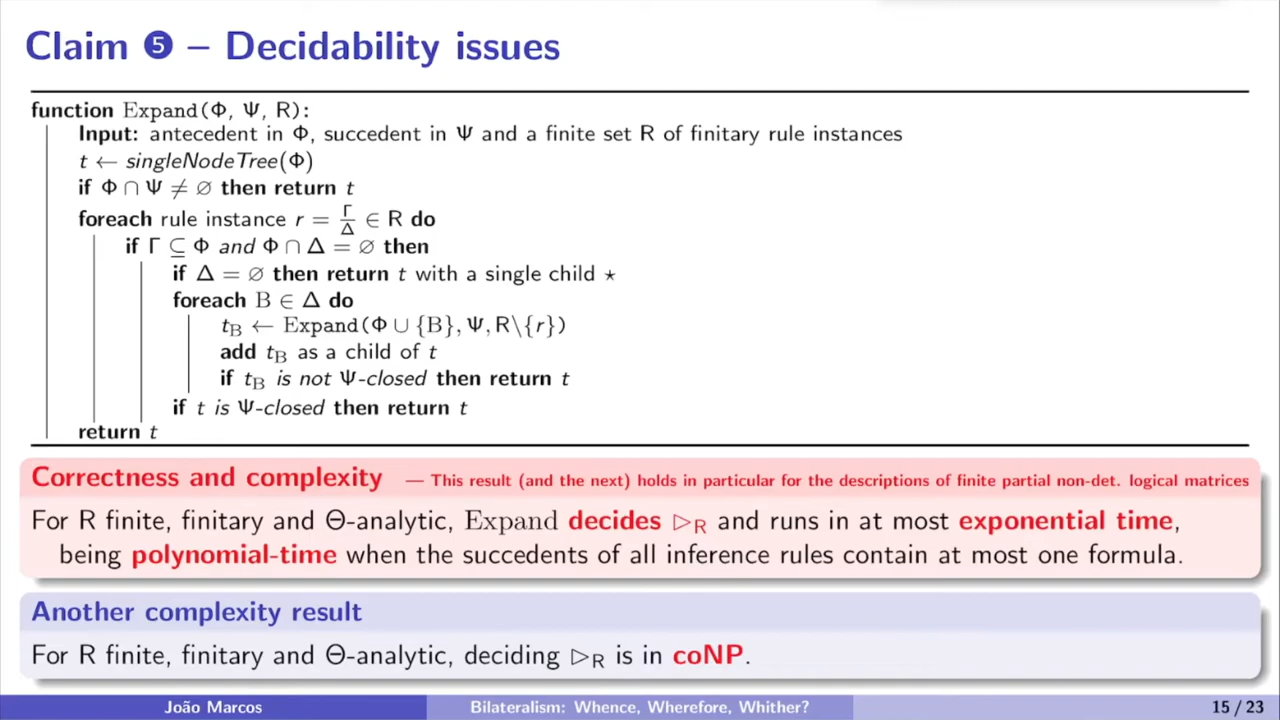 Claim ❺ – Decidability issues
function Expand(Φ, Ψ, R):
Input: antecedent in Φ, succedent in Ψ and a finite set R of finitary rule instances
t ← singleNodeTree(Φ)
if Φ ∩ Ψ ≠ ∅ then return t
foreach rule instance r = Γ/Δ ∈ R do
if Γ ⊆ Φ and Φ ∩ Δ = ∅ then
if Δ = ∅ then return t with a single child ⋆
foreach B ∈ Δ do
t_B ← Expand(Φ ∪ {B}, Ψ, R\{r})
add t_B as a child of t
if t_B is not Ψ-closed then return t
if t is Ψ-closed then return t
return t
Correctness and complexity — This result (and the next) holds in particular for the descriptions of finite partial non-det. logical matrices
For R finite, finitary and Θ-analytic, Expand decides ▷_R and runs in at most exponential time,
being polynomial-time when the succedents of all inference rules contain at most one formula.
Another complexity result
For R finite, finitary and Θ-analytic, deciding ▷_R is in coNP.
João Marcos Bilateralism: Whence, Wherefore, Whither? 15 / 23